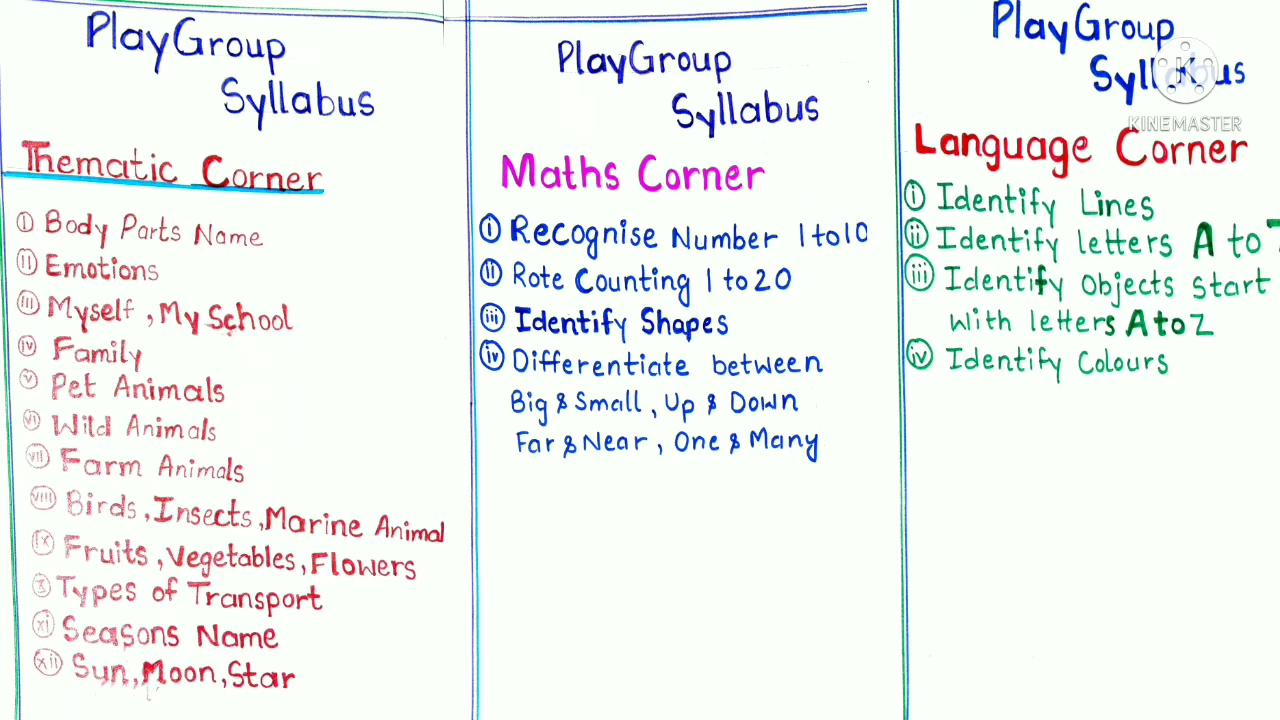 PlayGroup
Syllabus
Thematic Corner
(i) Body Parts Name
(ii) Emotions
(iii) Myself, My School
(iv) Family
(v) Pet Animals
(vi) Wild Animals
(vii) Farm Animals
(viii) Birds, Insects, Marine Animal
(ix) Fruits, Vegetables, Flowers
(x) Types of Transport
(xi) Seasons Name
(xii) Sun, Moon, Star
PlayGroup
Syllabus
Maths Corner
(i) Recognise Number 1 to 10
(ii) Rote Counting 1 to 20
(iii) Identify Shapes
(iv) Differentiate between
Big & Small, Up & Down
Far & Near, One & Many
PlayGroup
Syllabus
KINEMASTER
Language Corner
(i) Identify Lines
(ii) Identify letters A to
(iii) Identify Objects Start
With letters A to Z
(iv) Identify Colours